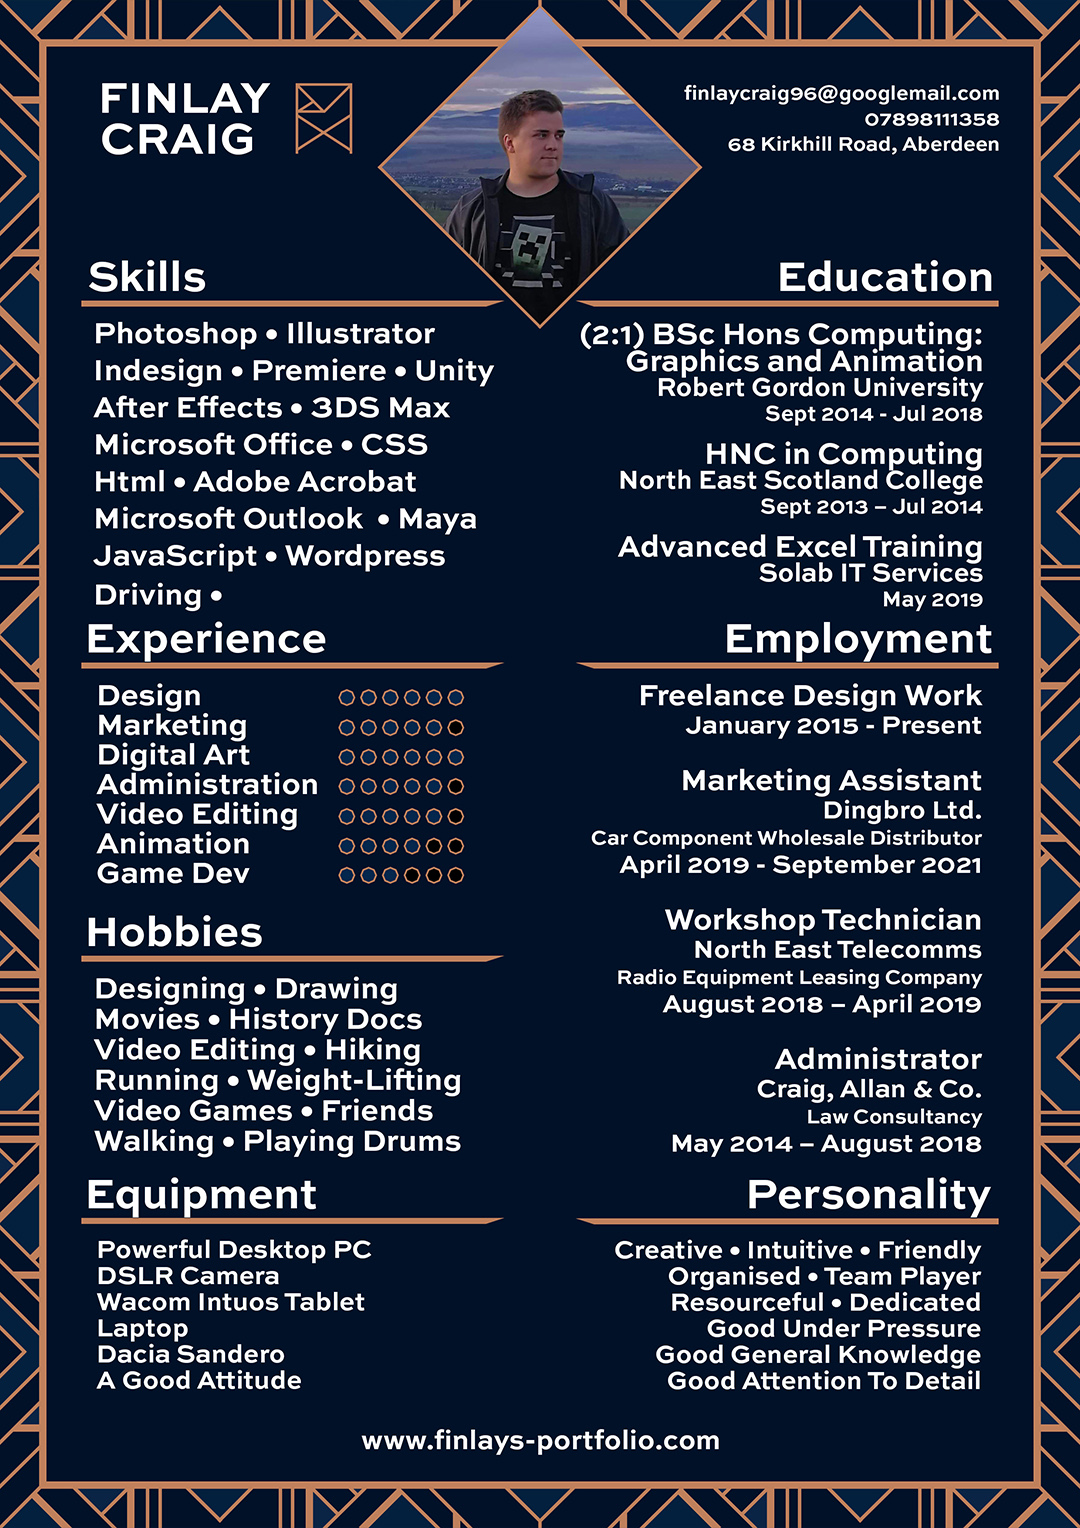 FINLAY
CRAIG
finlaycraig96@googlemail.com
07898111358
68 Kirkhill Road, Aberdeen
Skills
Photoshop • Illustrator
Indesign • Premiere • Unity
After Effects • 3DS Max
Microsoft Office • CSS
Html • Adobe Acrobat
Microsoft Outlook • Maya
JavaScript • Wordpress
Driving •
Education
(2:1) BSc Hons Computing:
Graphics and Animation
Robert Gordon University
Sept 2014 - Jul 2018
HNC in Computing
North East Scotland College
Sept 2013 – Jul 2014
Advanced Excel Training
Solab IT Services
May 2019
Experience
Design
Marketing
Digital Art
Administration
Video Editing
Animation
Game Dev
Employment
Freelance Design Work
January 2015 - Present
Marketing Assistant
Dingbro Ltd.
Car Component Wholesale Distributor
April 2019 - September 2021
Workshop Technician
North East Telecomms
Radio Equipment Leasing Company
August 2018 – April 2019
Administrator
Craig, Allan & Co.
Law Consultancy
May 2014 – August 2018
Hobbies
Designing • Drawing
Movies • History Docs
Video Editing • Hiking
Running • Weight-Lifting
Video Games • Friends
Walking • Playing Drums
Equipment
Powerful Desktop PC
DSLR Camera
Wacom Intuos Tablet
Laptop
Dacia Sandero
A Good Attitude
Personality
Creative • Intuitive • Friendly
Organised • Team Player
Resourceful • Dedicated
Good Under Pressure
Good General Knowledge
Good Attention To Detail
www.finlays-portfolio.com